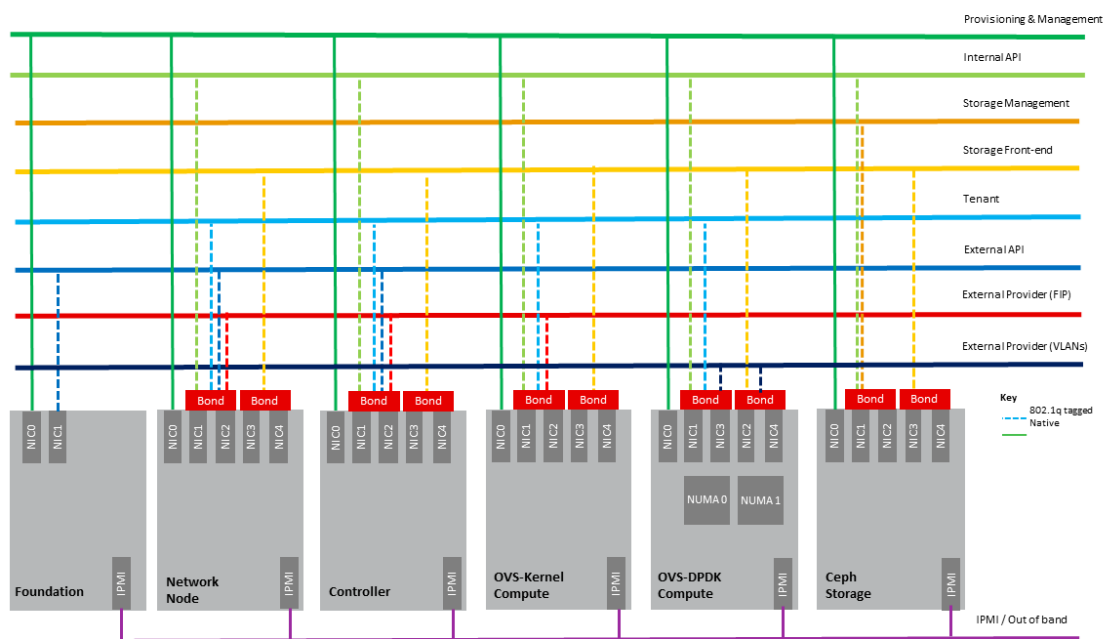 Provisioning & Management
Internal API
Storage Management
Storage Front-end
Tenant
External API
External Provider (FIP)
External Provider (VLANs)
Key
802.1q tagged
Native
NIC0
NIC1
Foundation
IPMI
Bond
Bond
NIC0
NIC1
NIC2
NIC3
NIC4
Network
Node
IPMI
Bond
Bond
NIC0
NIC1
NIC2
NIC3
NIC4
Controller
IPMI
Bond
Bond
NIC0
NIC1
NIC2
NIC3
NIC4
OVS-Kernel
Compute
IPMI
Bond
Bond
NIC0
NIC1
NIC3
NIC2
NIC4
NUMA 0
NUMA 1
OVS-DPDK
Compute
IPMI
Bond
Bond
NIC0
NIC1
NIC2
NIC3
NIC4
Ceph
Storage
IPMI
IPMI / Out of band